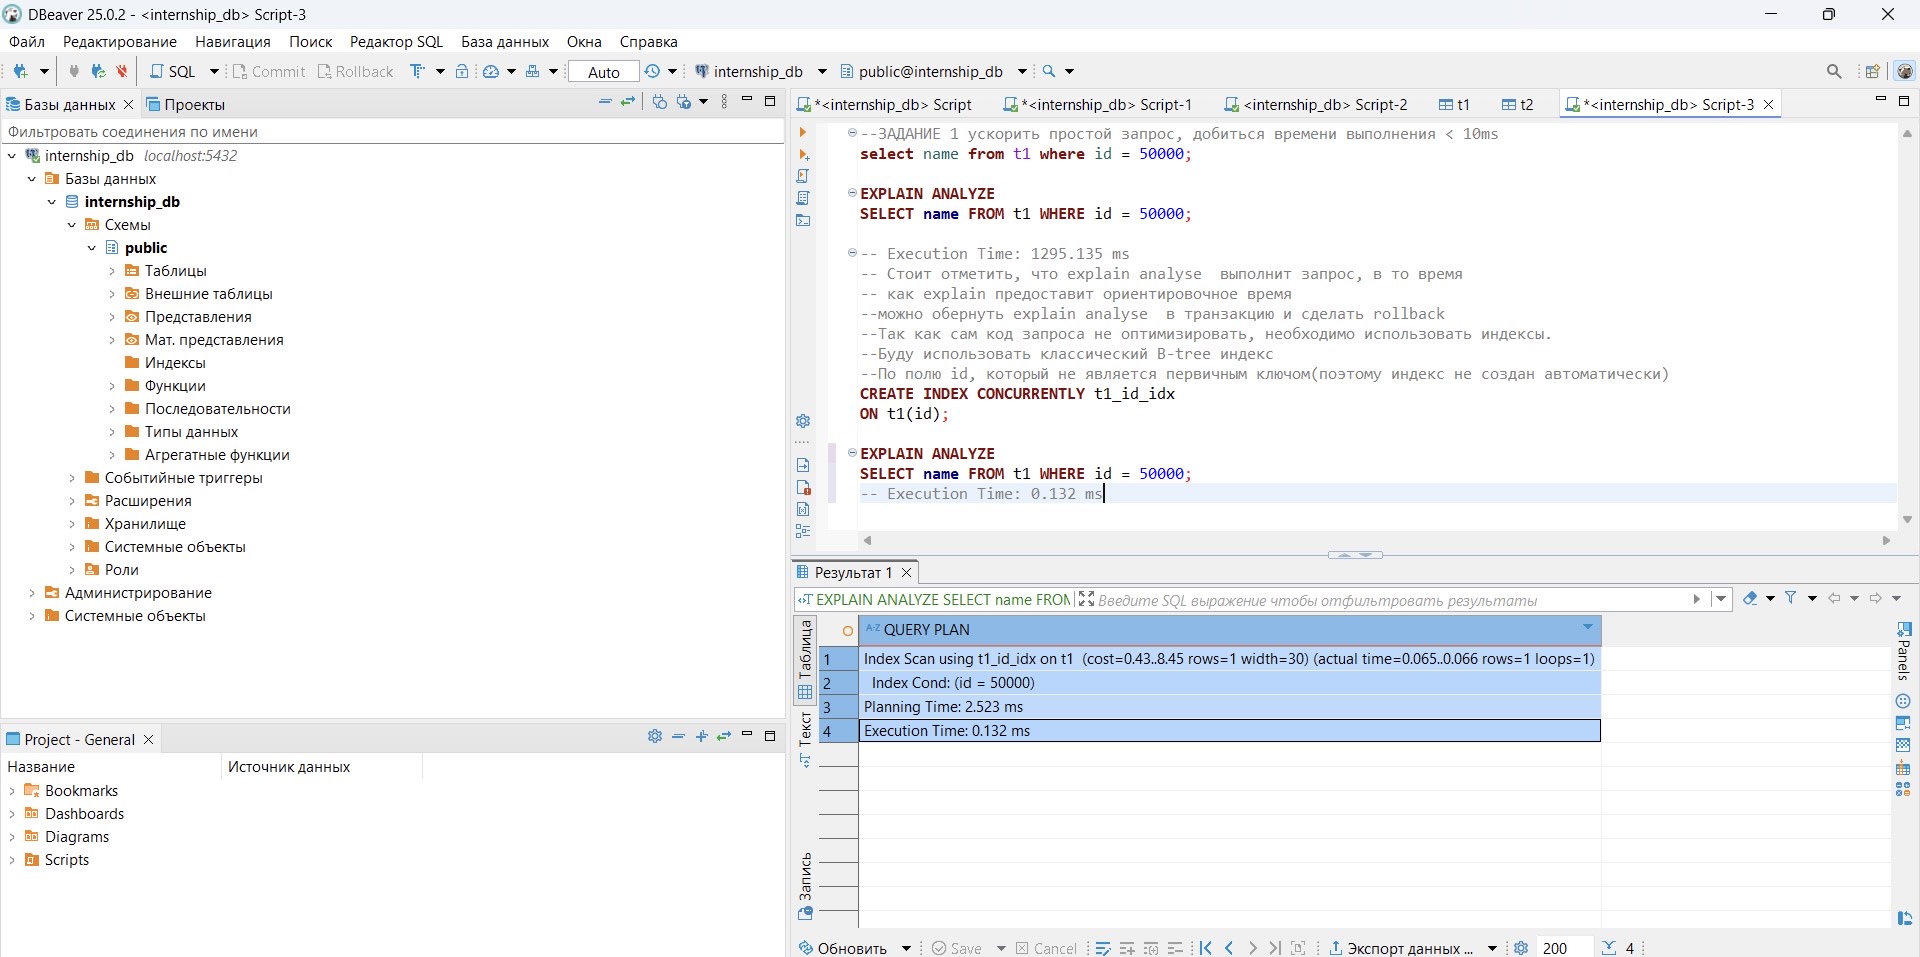 DBeaver 25.0.2 - <internship_db> Script-3
Файл Редактирование Навигация Поиск Редактор SQL База данных Окна Справка
SQL Commit Rollback Auto internship_db public@internship_db
Базы данных Проекты
Фильтровать соединения по имени
internship_db localhost:5432
Базы данных
internship_db
Схемы
public
Таблицы
Внешние таблицы
Представления
Мат. представления
Индексы
Функции
Последовательности
Типы данных
Агрегатные функции
Событийные триггеры
Расширения
Хранилище
Системные объекты
Роли
Администрирование
Системные объекты
Project - General
Название Источник данных
Bookmarks
Dashboards
Diagrams
Scripts
*<internship_db> Script *<internship_db> Script-1 <internship_db> Script-2 t1 t2 *<internship_db> Script-3
--ЗАДАНИЕ 1 ускорить простой запрос, добиться времени выполнения < 10ms
select name from t1 where id = 50000;
EXPLAIN ANALYZE
SELECT name FROM t1 WHERE id = 50000;
-- Execution Time: 1295.135 ms
-- Стоит отметить, что explain analyse  выполнит запрос, в то время
-- как explain предоставит ориентировочное время
--можно обернуть explain analyse  в транзакцию и сделать rollback
--Так как сам код запроса не оптимизировать, необходимо использовать индексы.
--Буду использовать классический B-tree индекс
--По полю id, который не является первичным ключом(поэтому индекс не создан автоматически)
CREATE INDEX CONCURRENTLY t1_id_idx
ON t1(id);
EXPLAIN ANALYZE
SELECT name FROM t1 WHERE id = 50000;
-- Execution Time: 0.132 ms
Результат 1
EXPLAIN ANALYZE SELECT name FROM Введите SQL выражение чтобы отфильтровать результаты
Таблица
Текст
Запись
A-Z QUERY PLAN
1 Index Scan using t1_id_idx on t1  (cost=0.43..8.45 rows=1 width=30) (actual time=0.065..0.066 rows=1 loops=1)
2 Index Cond: (id = 50000)
3 Planning Time: 2.523 ms
4 Execution Time: 0.132 ms
Panels
Обновить Save Cancel Экспорт данных ... 200 4